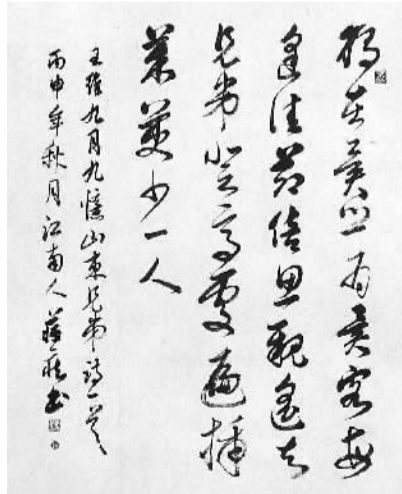 獨在異鄉為異客每
逢佳節倍思親遙知
兄弟登高處遍插
茱萸少一人
王維九月九憶山東兄弟詩一首
丙申年秋月江南人書